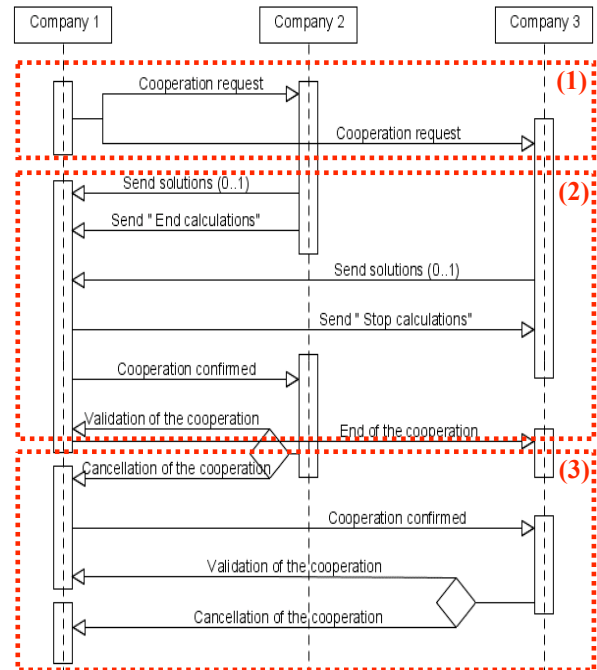 Company 1
Company 2
Company 3
(1)
Cooperation request
Cooperation request
(2)
Send solutions (0..1)
Send " End calculations"
Send solutions (0..1)
Send " Stop calculations"
Cooperation confirmed
Validation of the cooperation
End of the cooperation
(3)
Cancellation of the cooperation
Cooperation confirmed
Validation of the cooperation
Cancellation of the cooperation